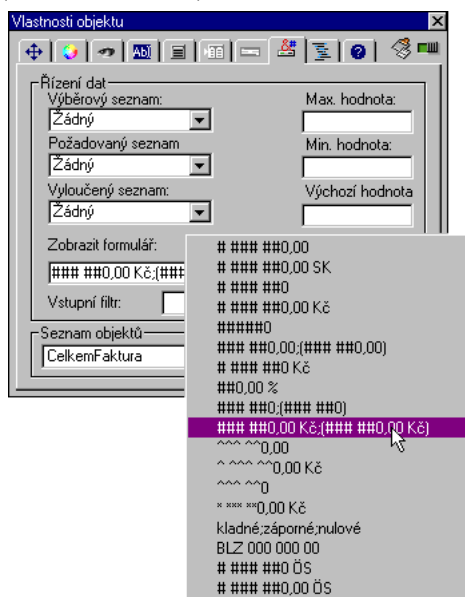 Vlastnosti objektu
Řízení dat
Výběrový seznam:
Max. hodnota:
Žádný
Požadovaný seznam
Min. hodnota:
Žádný
Vyloučený seznam:
Výchozí hodnota
Žádný
Zobrazit formulář:
### ##0,00 Kč;(###
Vstupní filtr:
Seznam objektů
CelkemFaktura
# ### ##0,00
# ### ##0,00 SK
# ### ##0
# ### ##0,00 Kč
#####0
### ##0,00;(### ##0,00)
# ### ##0 Kč
##0,00 %
### ##0;(### ##0)
### ##0,00 Kč;(### ##0,00 Kč)
^^^ ^^0,00
^ ^^^ ^^0,00 Kč
^^^ ^^0
* *** **0,00 Kč
kladné;záporné;nulové
BLZ 000 000 00
# ### ##0 ÖS
# ### ##0,00 ÖS